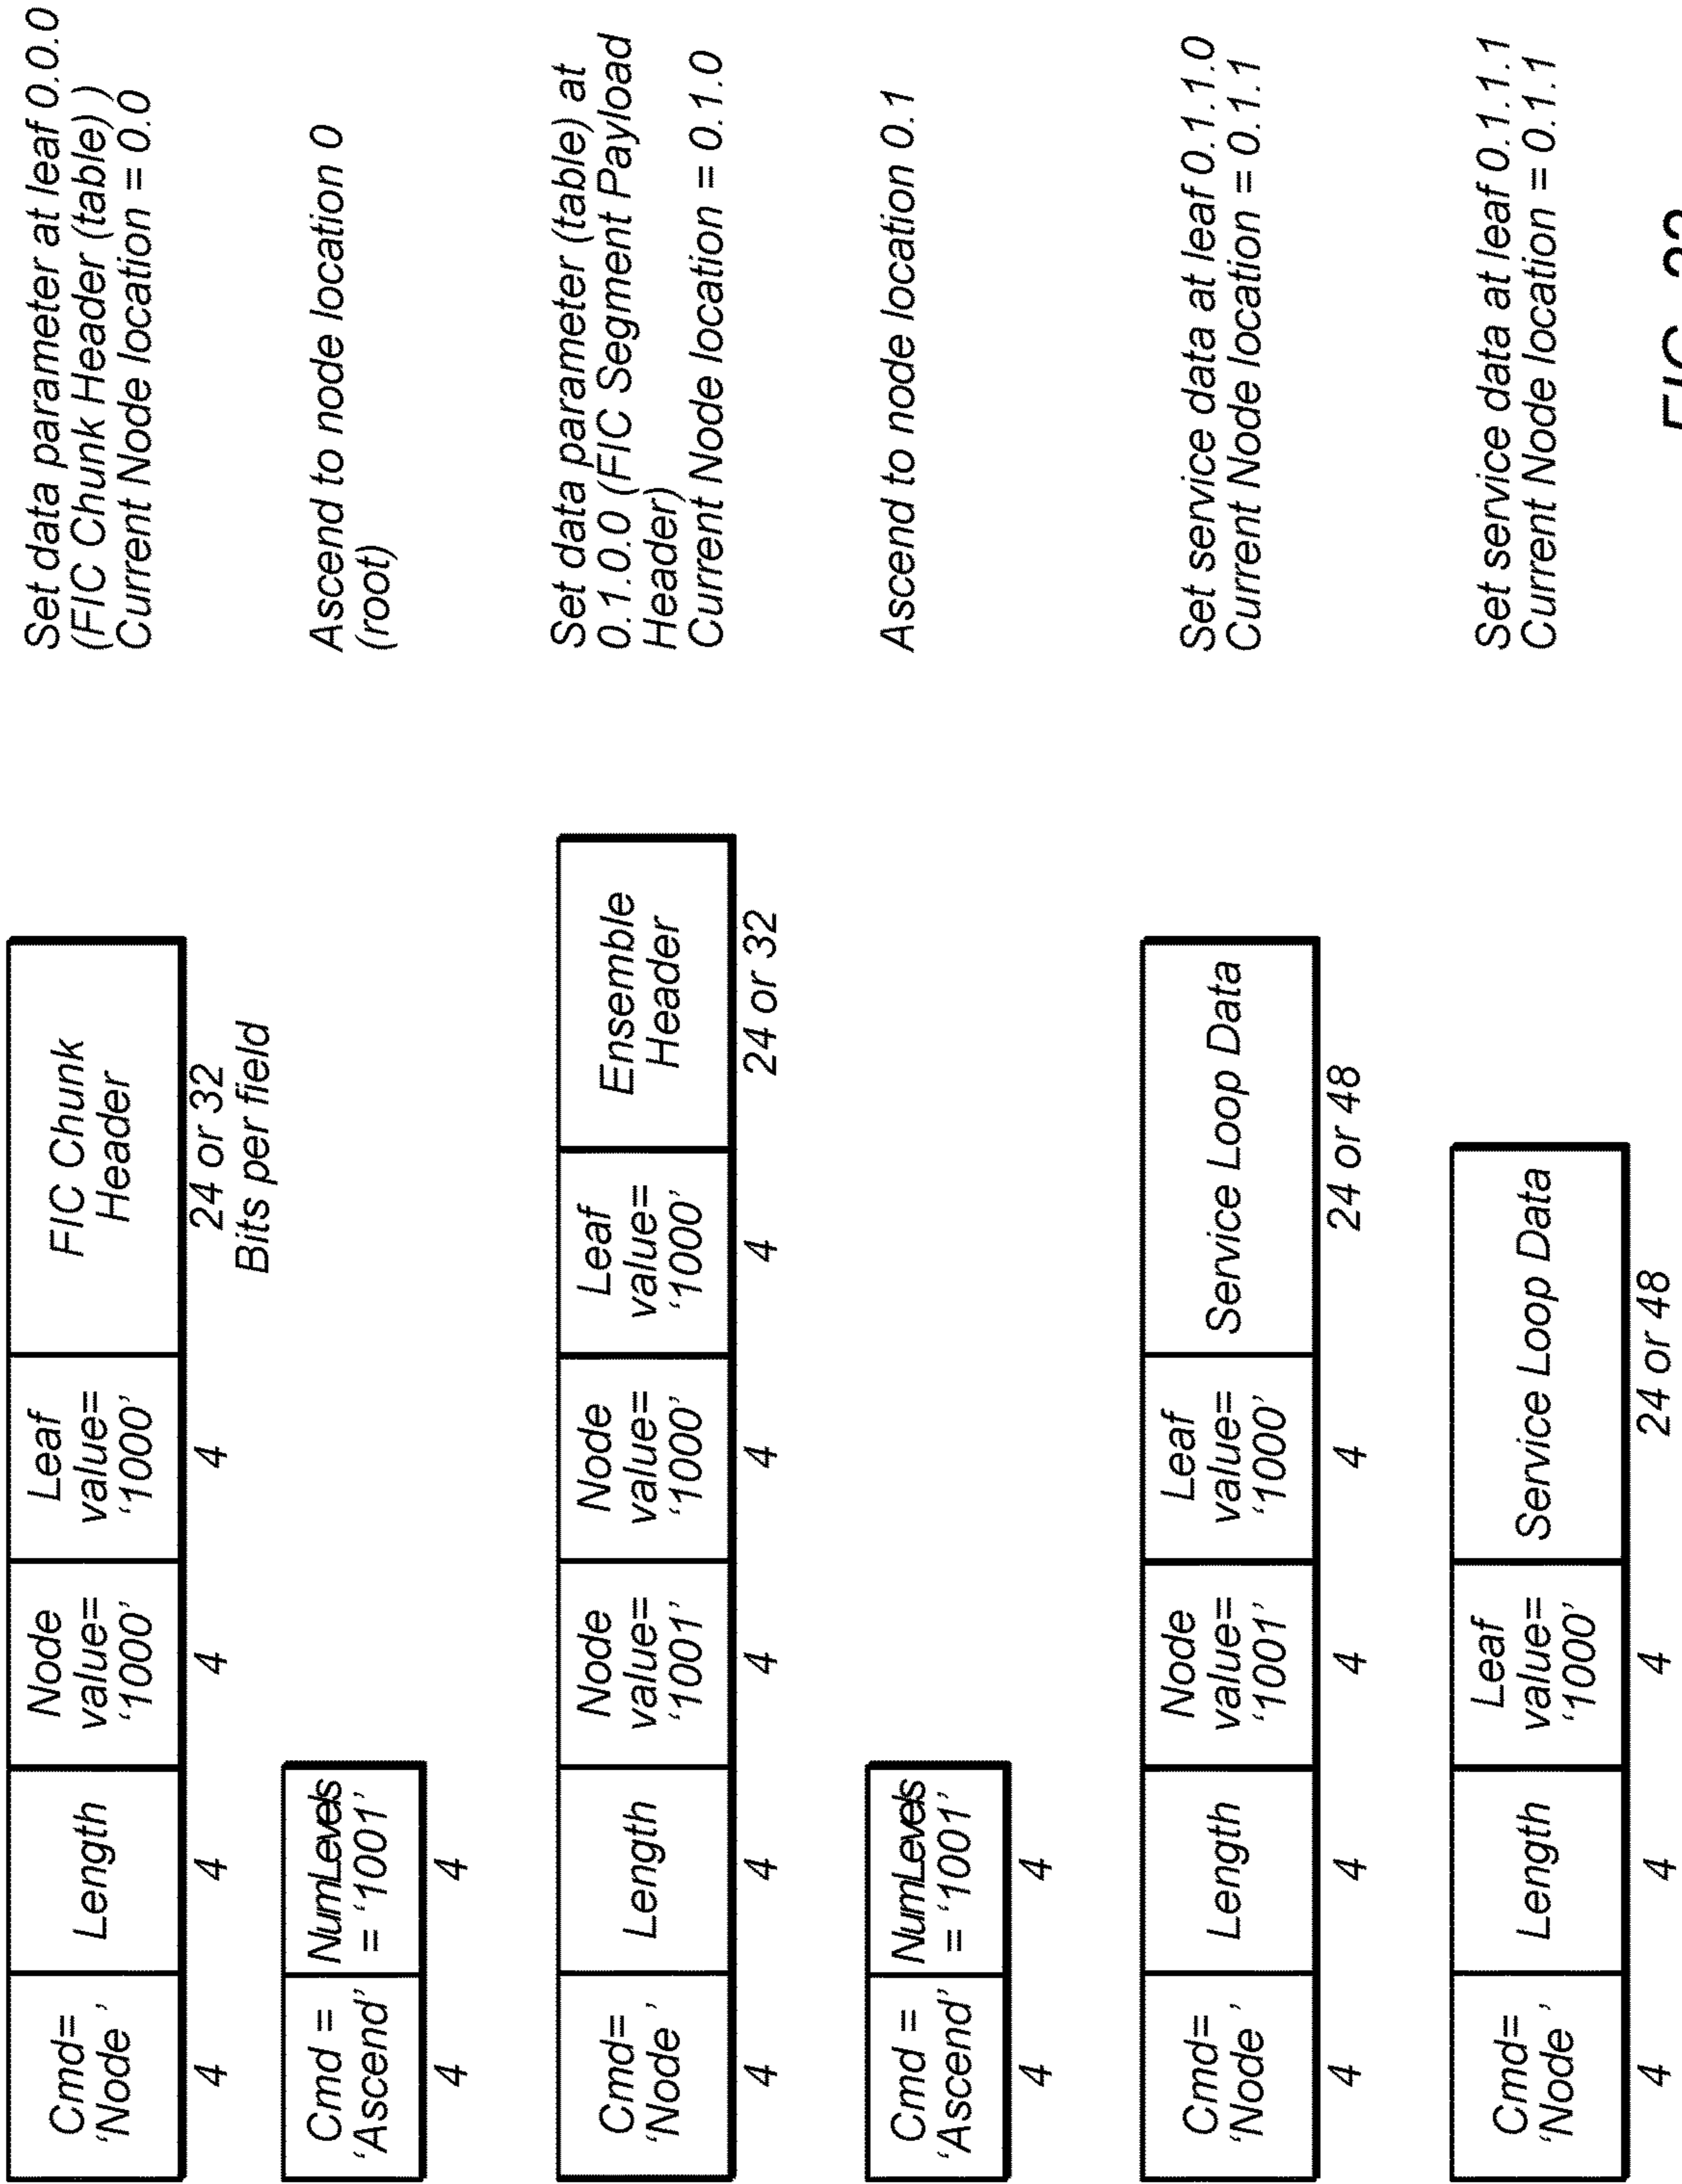 Cmd=
‘Node’,
Length
Node
value=
‘1000’
Leaf
value=
‘1000’
FIC Chunk
Header
4
4
4
4
24 or 32
Bits per field
Set data parameter at leaf 0.0.0
(FIC Chunk Header (table) )
Current Node location = 0.0
Cmd =
‘Ascend’
NumLevels
= ‘1001’
4
4
Ascend to node location 0
(root)
Cmd=
‘Node’,
Length
Node
value=
‘1001’
Node
value=
‘1000’
Leaf
value=
‘1000’
Ensemble
Header
4
4
4
4
4
24 or 32
Set data parameter (table) at
0.1.0.0 (FIC Segment Payload
Header)
Current Node location = 0.1.0
Cmd =
‘Ascend’
NumLevels
= ‘1001’
4
4
Ascend to node location 0.1
Cmd=
‘Node’,
Length
Node
value=
‘1001’
Leaf
value=
‘1000’
Service Loop Data
4
4
4
4
24 or 48
Set service data at leaf 0.1.1.0
Current Node location = 0.1.1
Cmd=
‘Node’,
Length
Leaf
value=
‘1000’
Service Loop Data
4
4
4
24 or 48
Set service data at leaf 0.1.1.1
Current Node location = 0.1.1